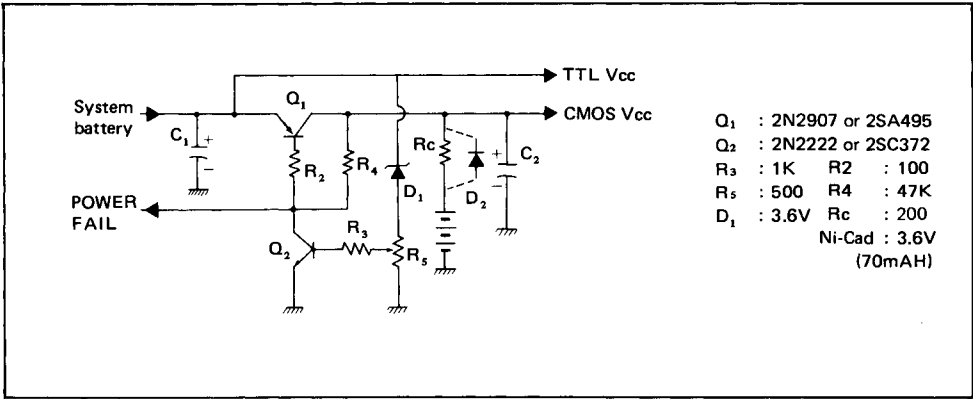 TTL Vcc
System
battery
Q₁
CMOS Vcc
C₁
+
−
R₂
R₄
Rc
+
C₂
−
D₁
D₂
POWER
FAIL
Q₂
R₃
R₅
Q₁ : 2N2907 or 2SA495
Q₂ : 2N2222 or 2SC372
R₃ : 1K R2 : 100
R₅ : 500 R4 : 47K
D₁ : 3.6V Rc : 200
Ni-Cad : 3.6V
(70mAH)